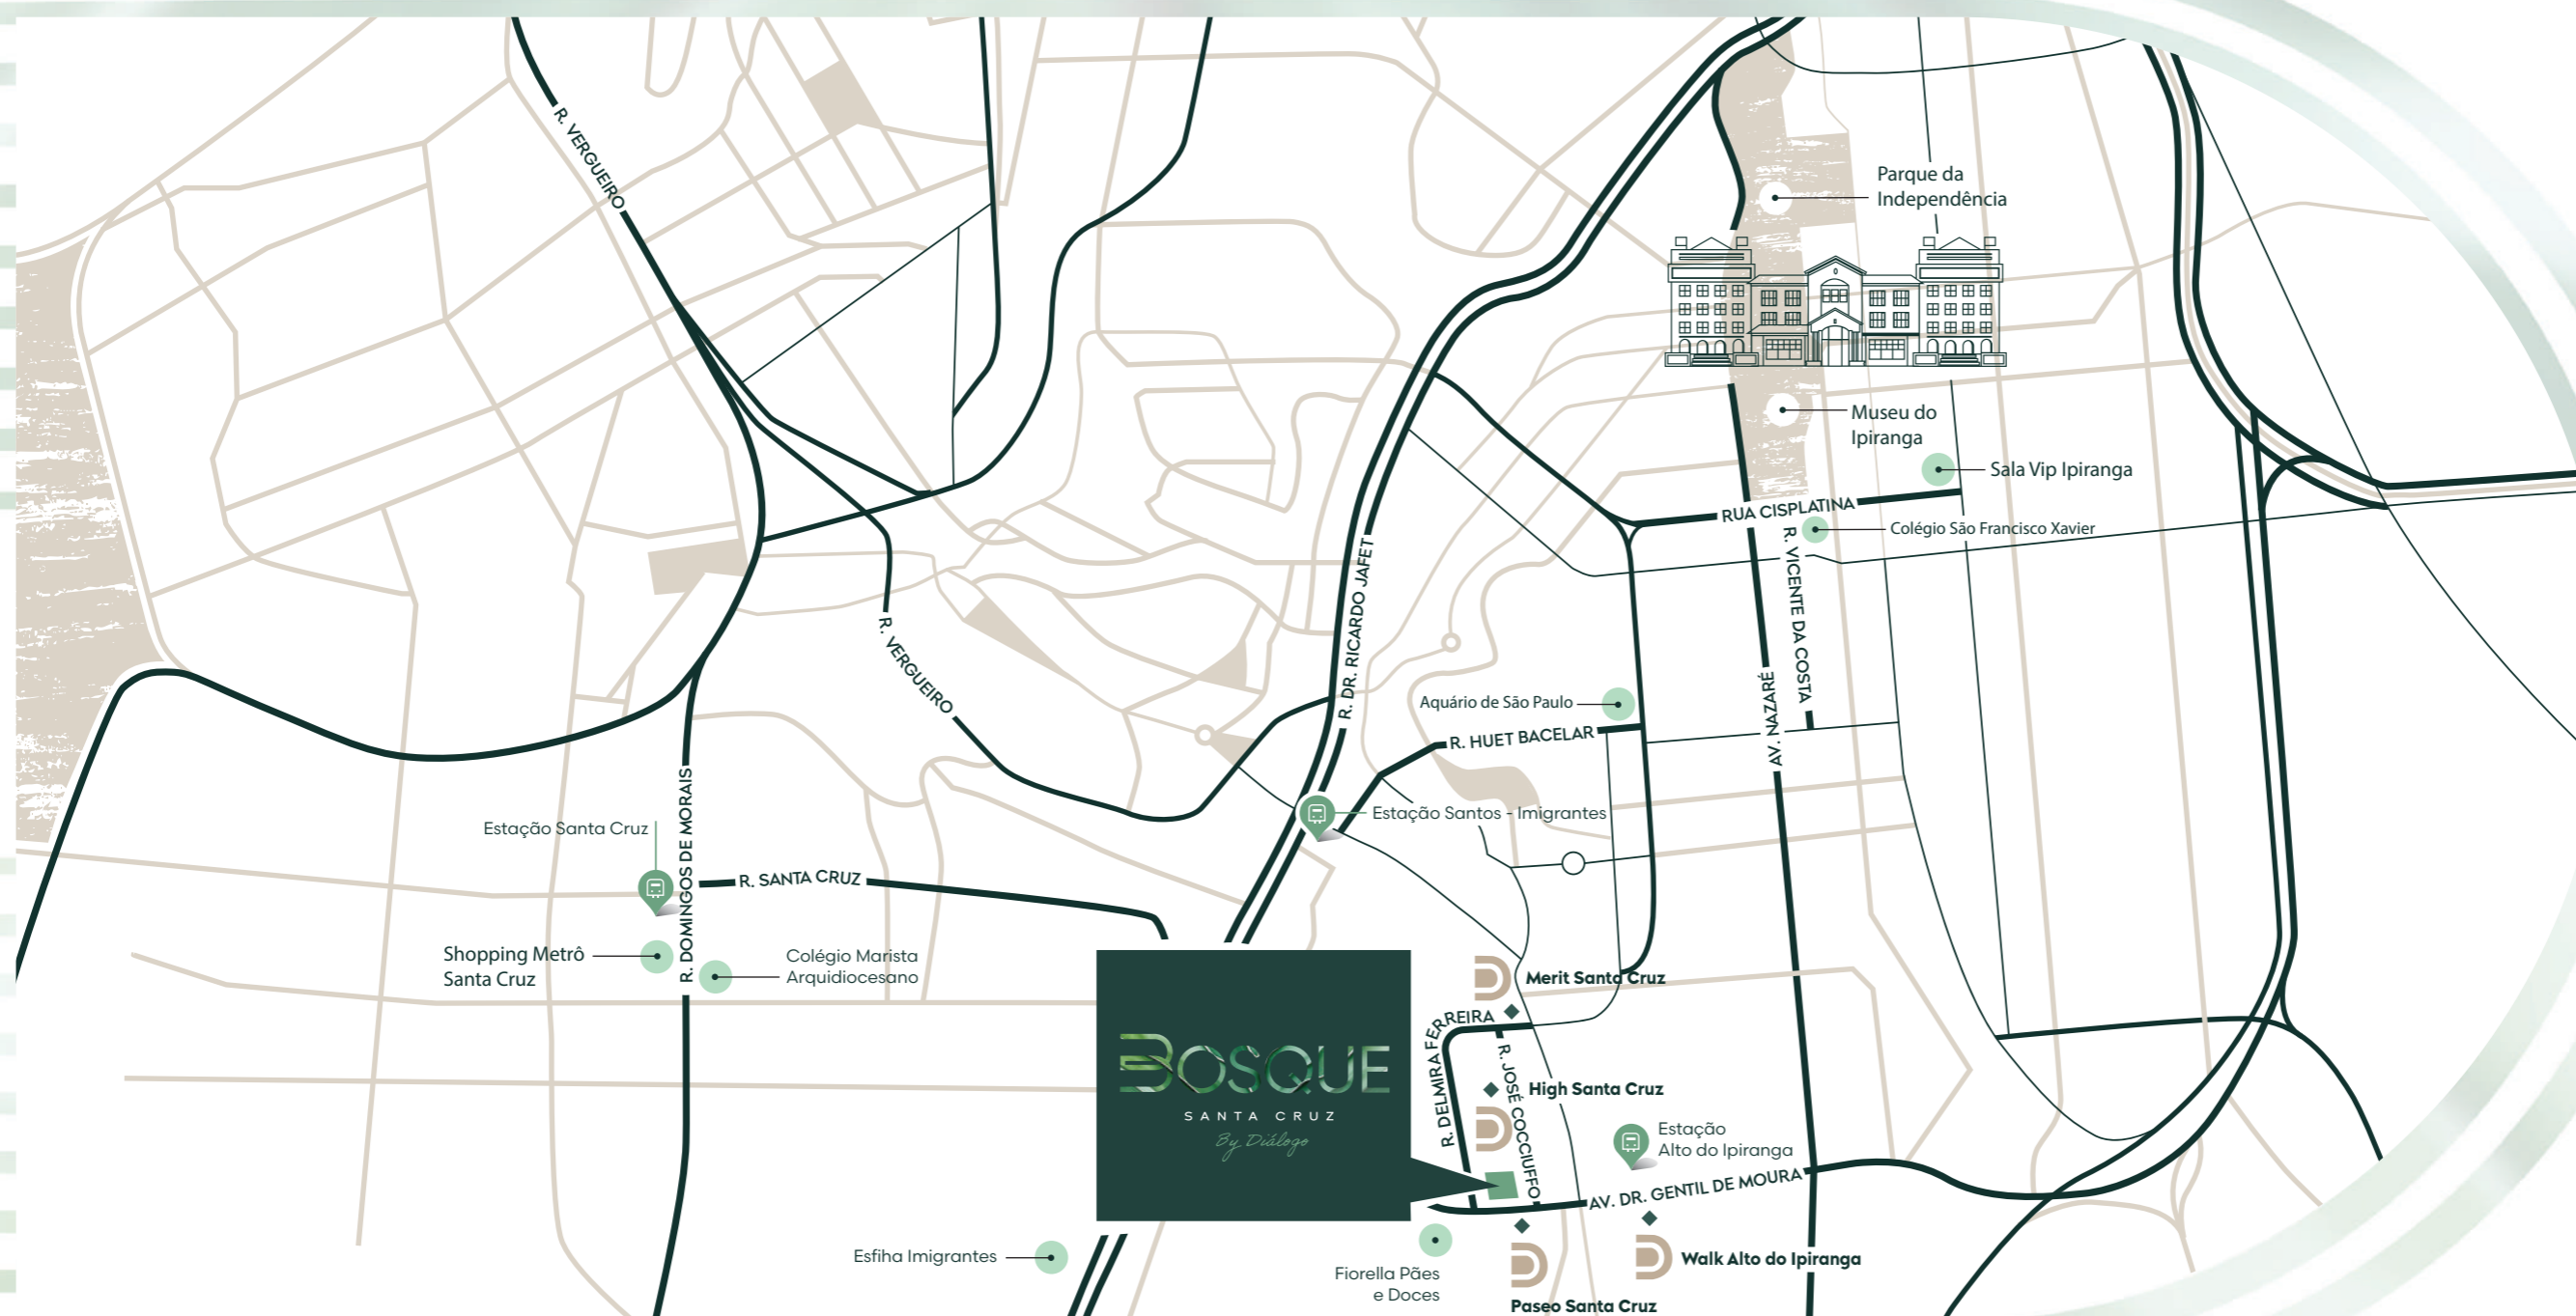 R. VERGUEIRO
Parque da
Independência
Museu do
Ipiranga
Sala Vip Ipiranga
RUA CISPLATINA
Colégio São Francisco Xavier
R. VICENTE DA COSTA
R. DR. RICARDO JAFET
R. VERGUEIRO
AV. NAZARÉ
Aquário de São Paulo
R. HUET BACELAR
Estação Santos - Imigrantes
Estação Santa Cruz
R. DOMINGOS DE MORAIS
R. SANTA CRUZ
Shopping Metrô
Santa Cruz
Colégio Marista
Arquidiocesano
Merit Santa Cruz
R. DELMIRA FERREIRA
R. JOSÉ COCCIUFFO
High Santa Cruz
BOSQUE
SANTA CRUZ
By Diálogo
Estação
Alto do Ipiranga
AV. DR. GENTIL DE MOURA
Esfiha Imigrantes
Fiorella Pães
e Doces
Walk Alto do Ipiranga
Paseo Santa Cruz